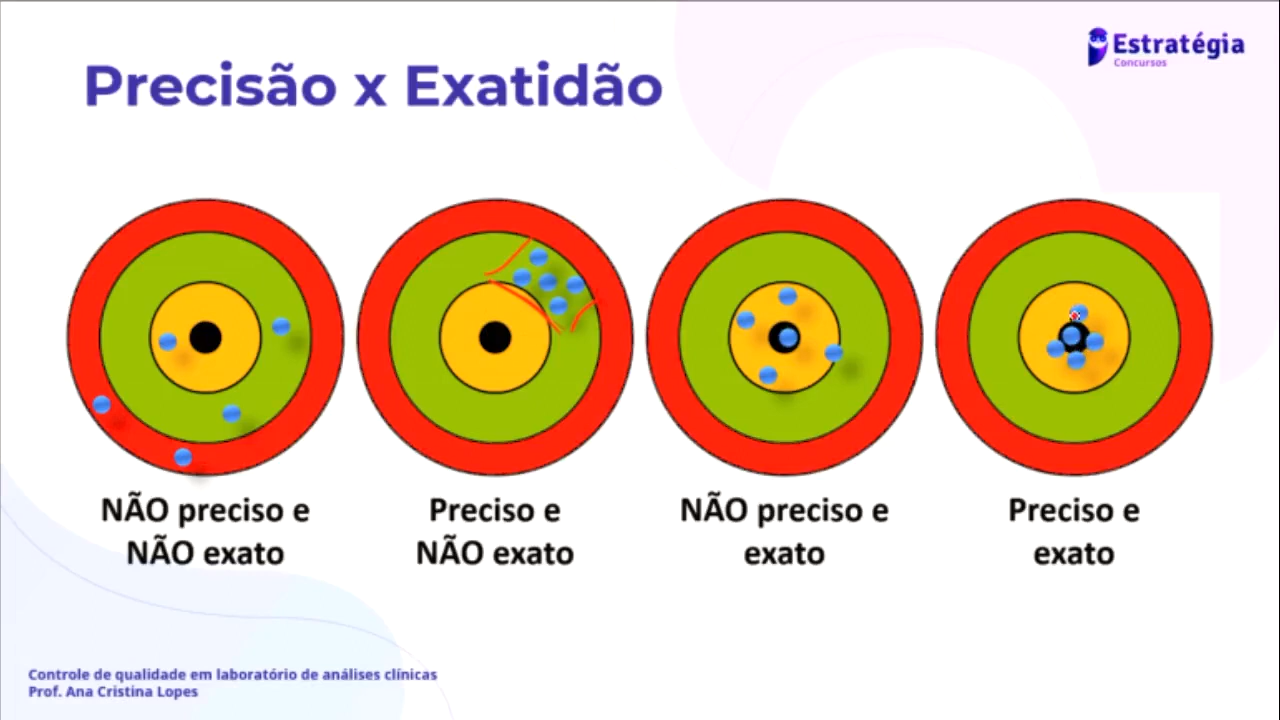 Estratégia
Concursos
Precisão x Exatidão
NÃO preciso e
NÃO exato
Preciso e
NÃO exato
NÃO preciso e
exato
Preciso e
exato
Controle de qualidade em laboratório de análises clínicas
Prof. Ana Cristina Lopes